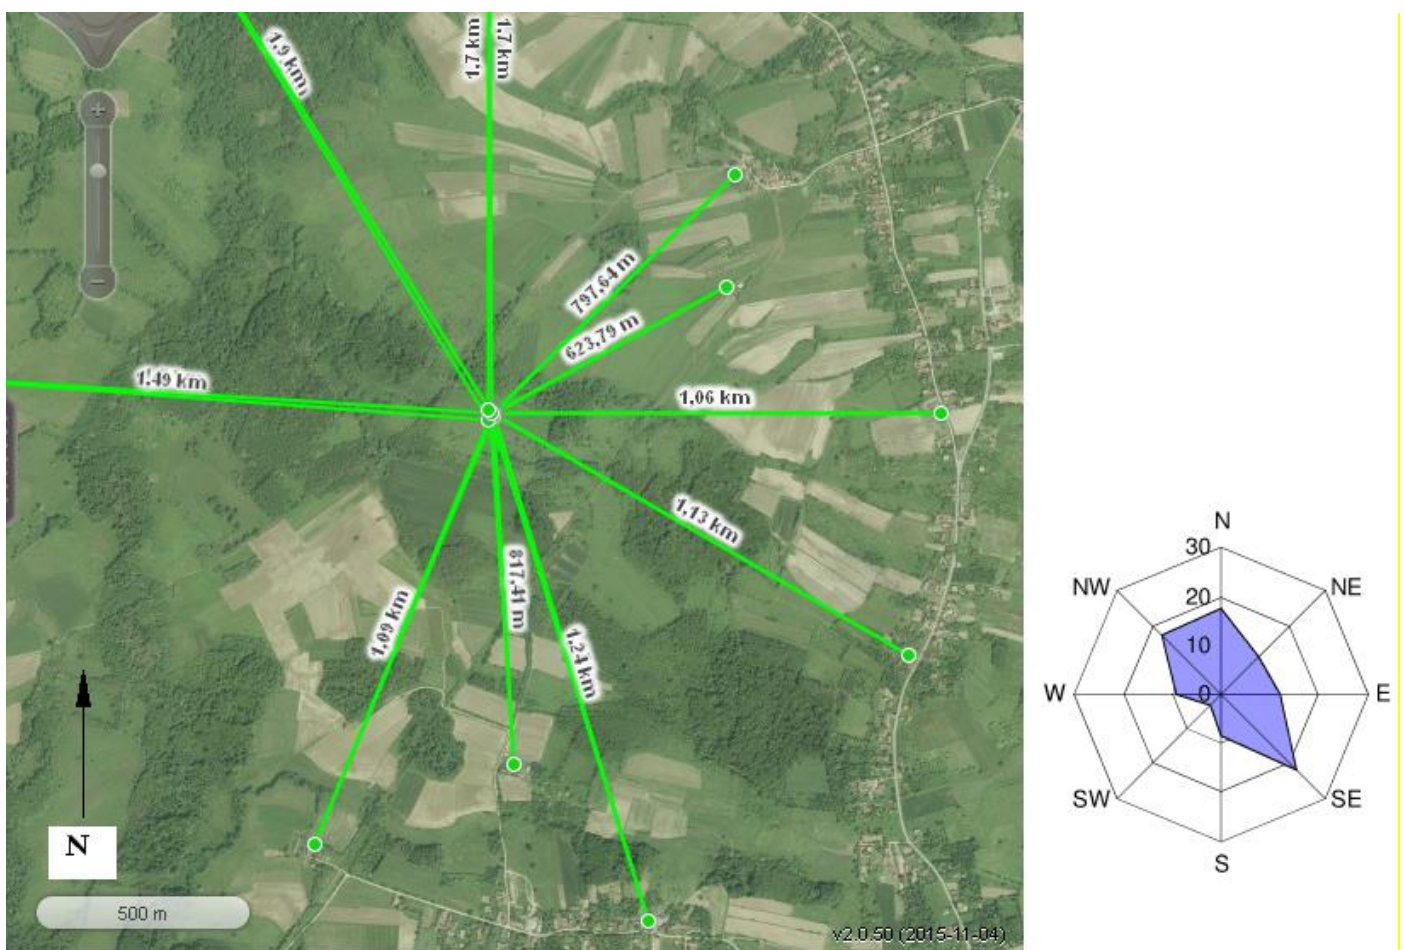 1,9 km
1,7 km
1,7 km
797,64 m
623,79 m
1,49 km
1,06 km
1,13 km
817,41 m
1,09 km
1,24 km
N
500 m
v2.0.50 (2015-11-04)
N
30
NW
NE
20
10
W
0
E
SW
SE
S